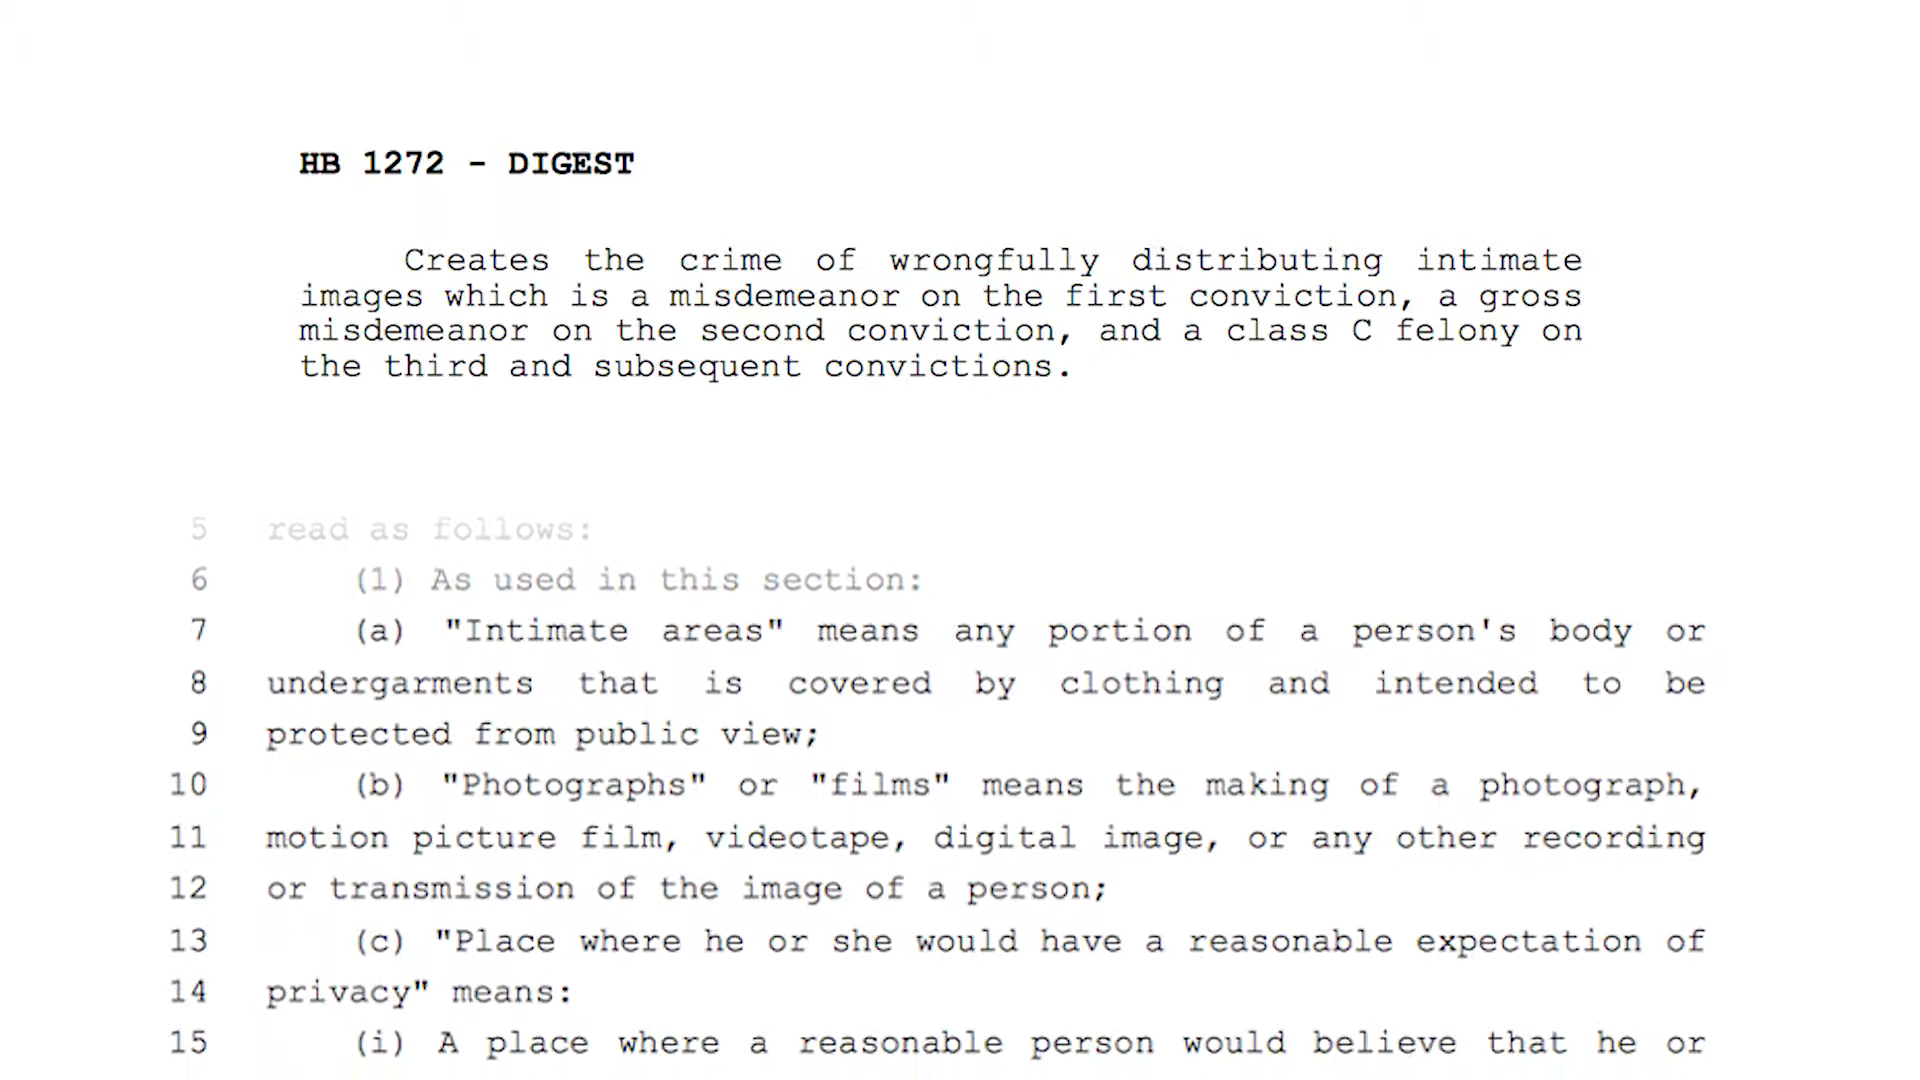 HB 1272 - DIGEST
Creates the crime of wrongfully distributing intimate
images which is a misdemeanor on the first conviction, a gross
misdemeanor on the second conviction, and a class C felony on
the third and subsequent convictions.
5 read as follows:
6 (1) As used in this section:
7 (a) "Intimate areas" means any portion of a person's body or
8 undergarments that is covered by clothing and intended to be
9 protected from public view;
10 (b) "Photographs" or "films" means the making of a photograph,
11 motion picture film, videotape, digital image, or any other recording
12 or transmission of the image of a person;
13 (c) "Place where he or she would have a reasonable expectation of
14 privacy" means:
15 (i) A place where a reasonable person would believe that he or